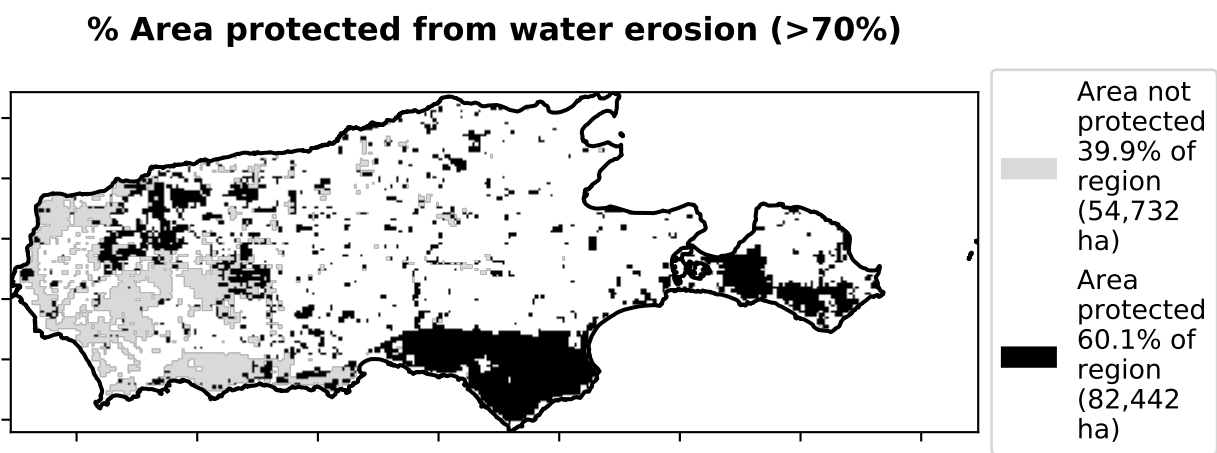 % Area protected from water erosion (>70%)
Area not
protected
39.9% of
region
(54,732
ha)
Area
protected
60.1% of
region
(82,442
ha)